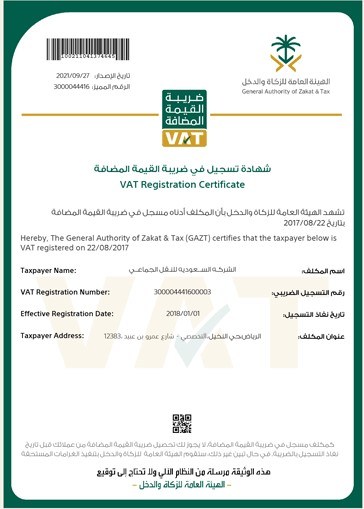 100211041374645
تاريخ الإصدار: 2021/09/27
الرقم المميز: 3000044416
الهيئة العامة للزكاة والدخل
General Authority of Zakat & Tax
ضريبة
القيمة
المضافة
VAT
شهادة تسجيل في ضريبة القيمة المضافة
VAT Registration Certificate
تشهد الهيئة العامة للزكاة والدخل بأن المكلف أدناه مسجل في ضريبة القيمة المضافة
بتاريخ 2017/08/22
Hereby, The General Authority of Zakat & Tax (GAZT) certifies that the taxpayer below is
VAT registered on 22/08/2017
Taxpayer Name: الشركه السعوديه للنقل الجماعي اسم المكلف:
VAT Registration Number: 300004441600003 رقم التسجيل الضريبي:
Effective Registration Date: 2018/01/01 تاريخ نفاذ التسجيل:
Taxpayer Address: الرياض،حي النخيل،التخصصي - شارع عمرو بن عبيد ,12383 عنوان المكلف:
VAT
كمكلف مسجل في ضريبة القيمة المضافة، لا يجوز لك تحصيل ضريبة القيمة المضافة من عملائك قبل تاريخ
نفاذ التسجيل بالضريبة، في حال تبين غير ذلك، ستقوم الهيئة العامة للزكاة والدخل بتنفيذ الغرامات المستحقة
هذه الوثيقة مرسلة من النظام الآلي ولا تحتاج إلى توقيع
- الهيئة العامة للزكاة والدخل -